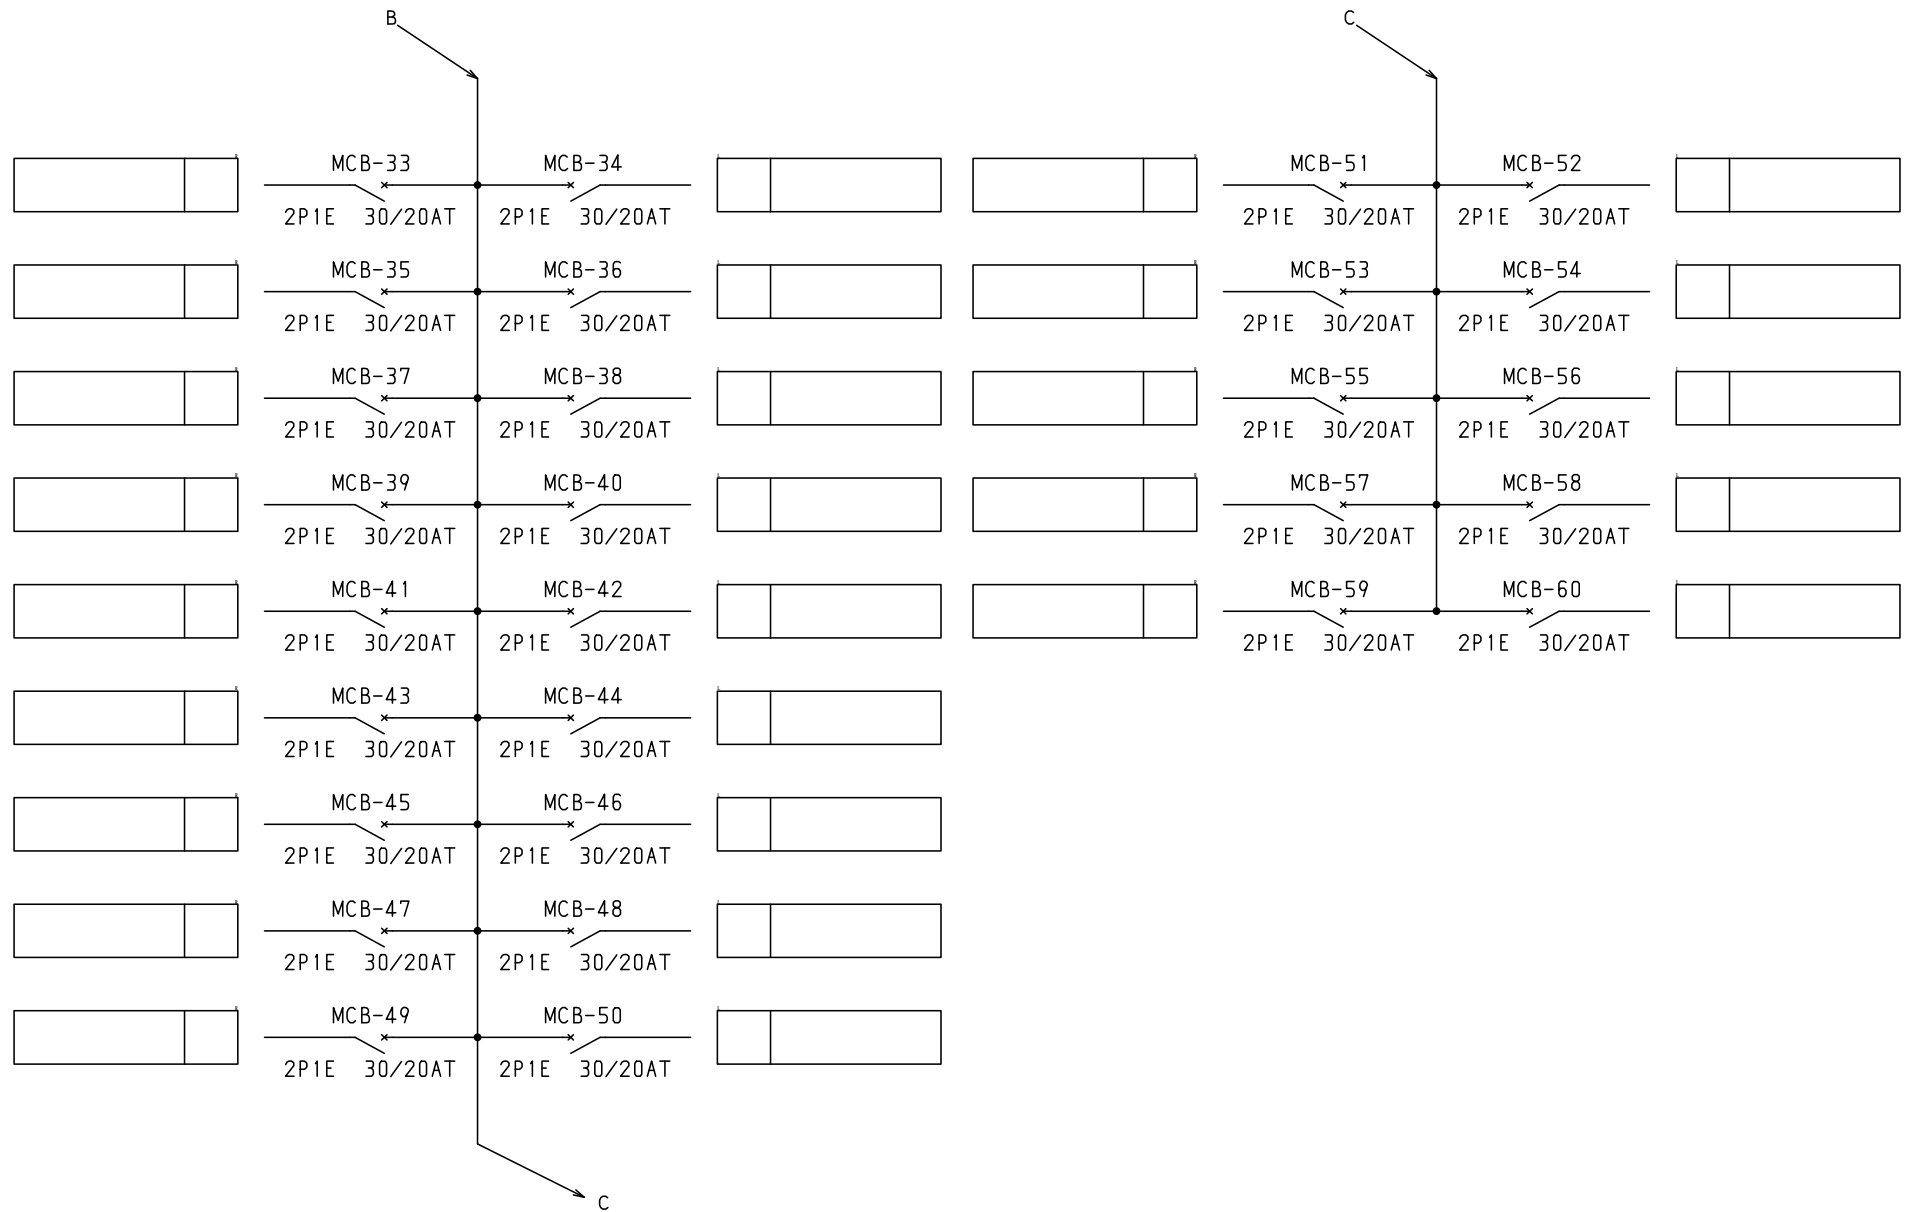 B
MCB-33 MCB-34
2P1E 30/20AT 2P1E 30/20AT
MCB-35 MCB-36
2P1E 30/20AT 2P1E 30/20AT
MCB-37 MCB-38
2P1E 30/20AT 2P1E 30/20AT
MCB-39 MCB-40
2P1E 30/20AT 2P1E 30/20AT
MCB-41 MCB-42
2P1E 30/20AT 2P1E 30/20AT
MCB-43 MCB-44
2P1E 30/20AT 2P1E 30/20AT
MCB-45 MCB-46
2P1E 30/20AT 2P1E 30/20AT
MCB-47 MCB-48
2P1E 30/20AT 2P1E 30/20AT
MCB-49 MCB-50
2P1E 30/20AT 2P1E 30/20AT
C
C
MCB-51 MCB-52
2P1E 30/20AT 2P1E 30/20AT
MCB-53 MCB-54
2P1E 30/20AT 2P1E 30/20AT
MCB-55 MCB-56
2P1E 30/20AT 2P1E 30/20AT
MCB-57 MCB-58
2P1E 30/20AT 2P1E 30/20AT
MCB-59 MCB-60
2P1E 30/20AT 2P1E 30/20AT